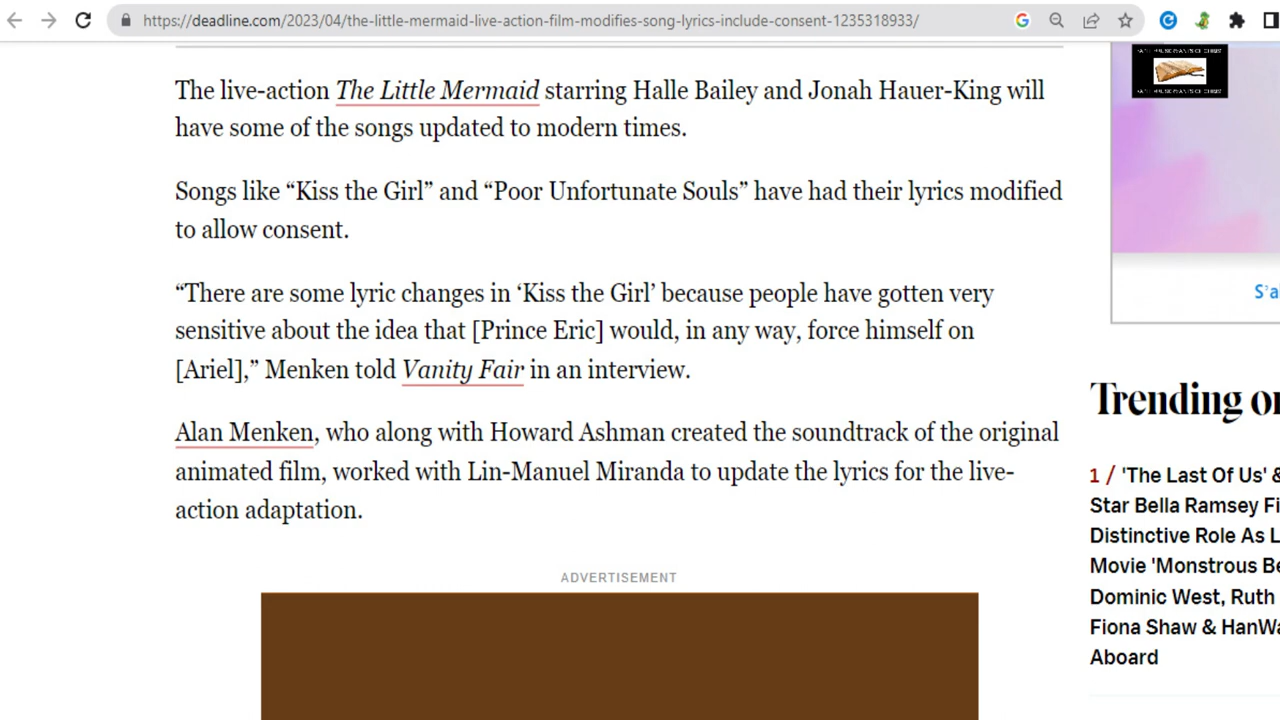 https://deadline.com/2023/04/the-little-mermaid-live-action-film-modifies-song-lyrics-include-consent-1235318933/
The live-action The Little Mermaid starring Halle Bailey and Jonah Hauer-King will
have some of the songs updated to modern times.
Songs like “Kiss the Girl” and “Poor Unfortunate Souls” have had their lyrics modified
to allow consent.
“There are some lyric changes in ‘Kiss the Girl’ because people have gotten very
sensitive about the idea that [Prince Eric] would, in any way, force himself on
[Ariel],” Menken told Vanity Fair in an interview.
Alan Menken, who along with Howard Ashman created the soundtrack of the original
animated film, worked with Lin-Manuel Miranda to update the lyrics for the live-
action adaptation.
ADVERTISEMENT
S'a
Trending o
1 / 'The Last Of Us' &
Star Bella Ramsey Fi
Distinctive Role As L
Movie 'Monstrous Be
Dominic West, Ruth
Fiona Shaw & HanWa
Aboard